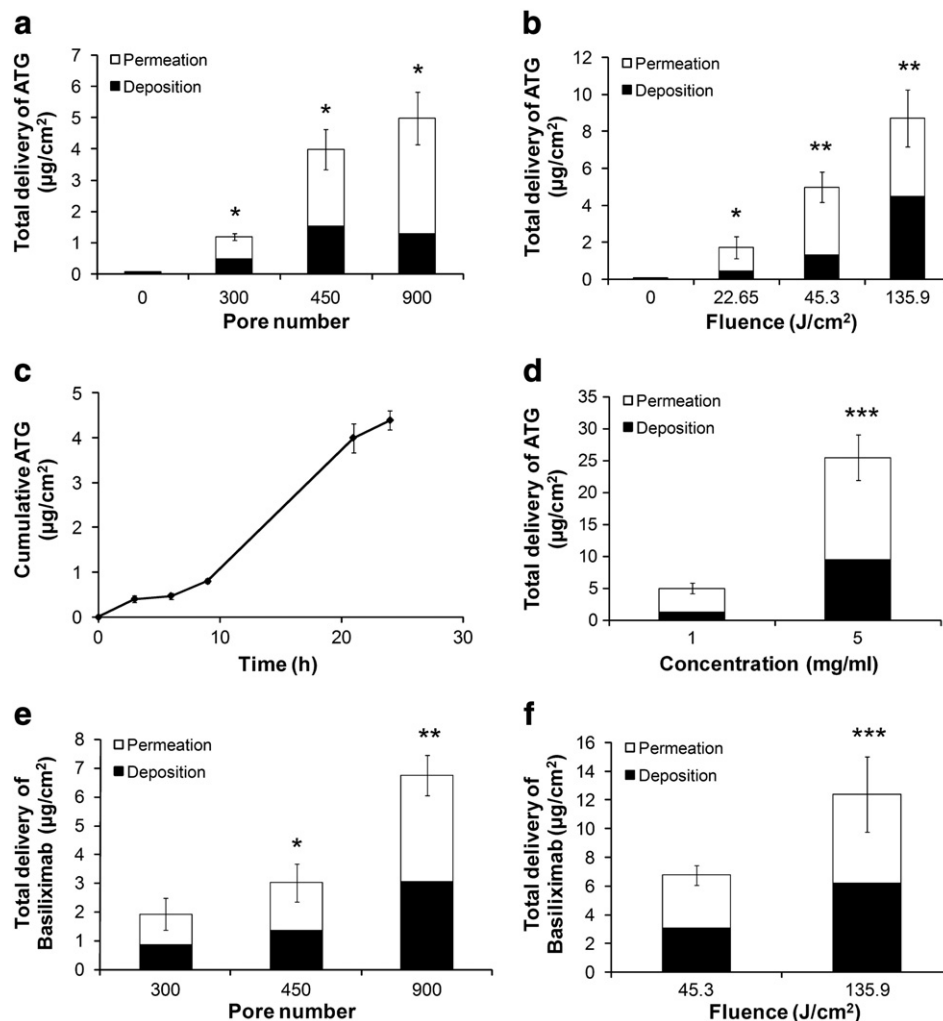 a
Total delivery of ATG
(µg/cm²)
7
6
5
4
3
2
1
0
Permeation
Deposition
*
*
*
0 300 450 900
Pore number
b
Total delivery of ATG
(µg/cm²)
12
10
8
6
4
2
0
Permeation
Deposition
*
**
**
0 22.65 45.3 135.9
Fluence (J/cm²)
c
Cumulative ATG
(µg/cm²)
5
4
3
2
1
0
0 10 20 30
Time (h)
d
Total delivery of ATG
(µg/cm²)
35
30
25
20
15
10
5
0
Permeation
Deposition
***
1 5
Concentration (mg/ml)
e
Total delivery of
Basiliximab (µg/cm²)
8
7
6
5
4
3
2
1
0
Permeation
Deposition
*
**
300 450 900
Pore number
f
Total delivery of
Basiliximab (µg/cm²)
16
14
12
10
8
6
4
2
0
Permeation
Deposition
***
45.3 135.9
Fluence (J/cm²)